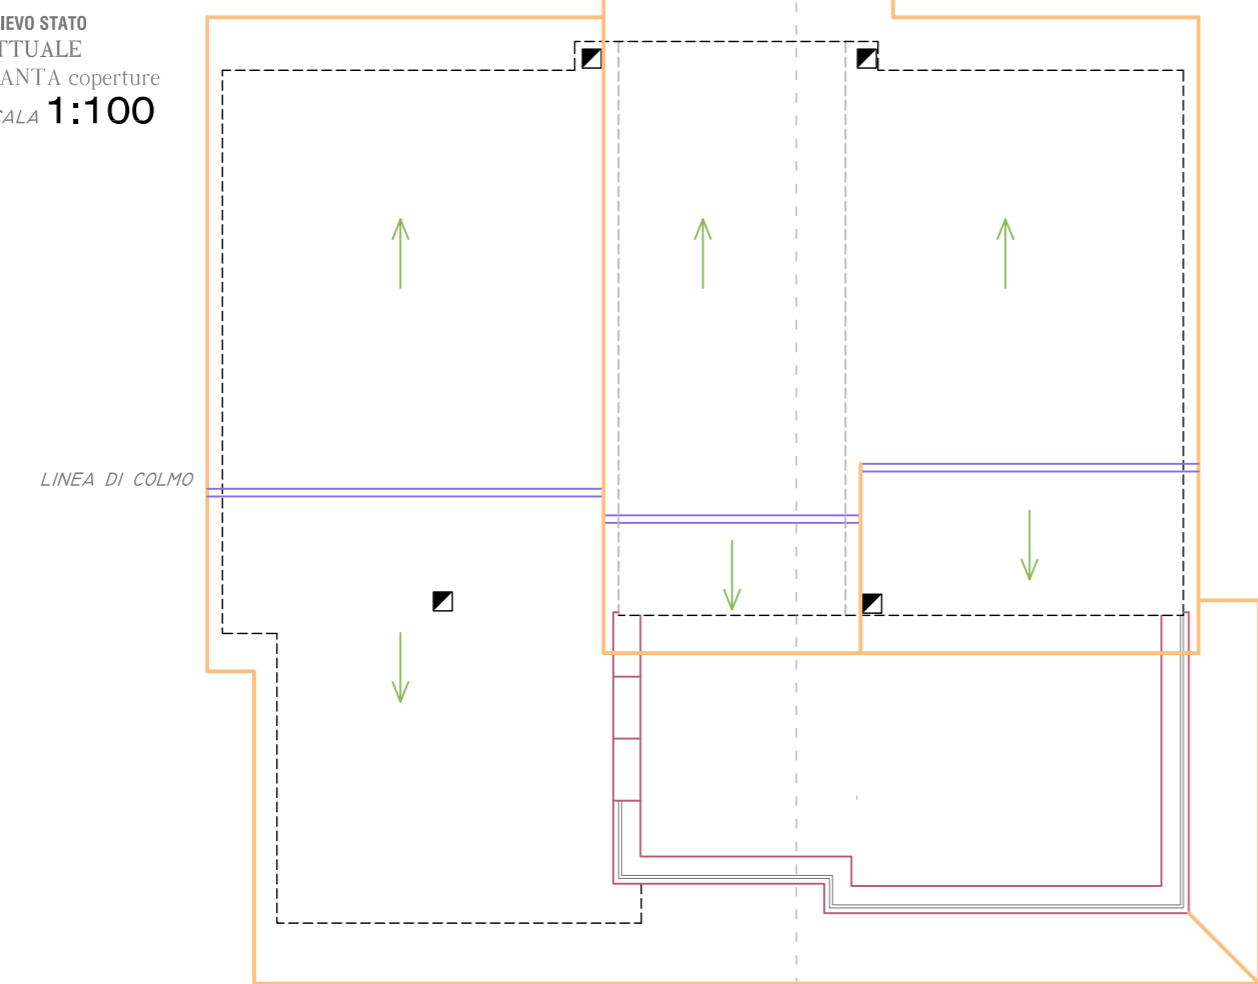 IEVO STATO
TTUALE
ANTA coperture
CALA 1:100
LINEA DI COLMO